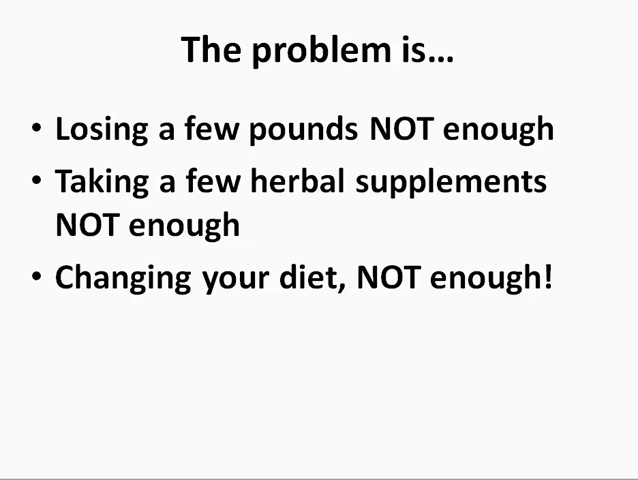 The problem is…
• Losing a few pounds NOT enough
• Taking a few herbal supplements
NOT enough
• Changing your diet, NOT enough!